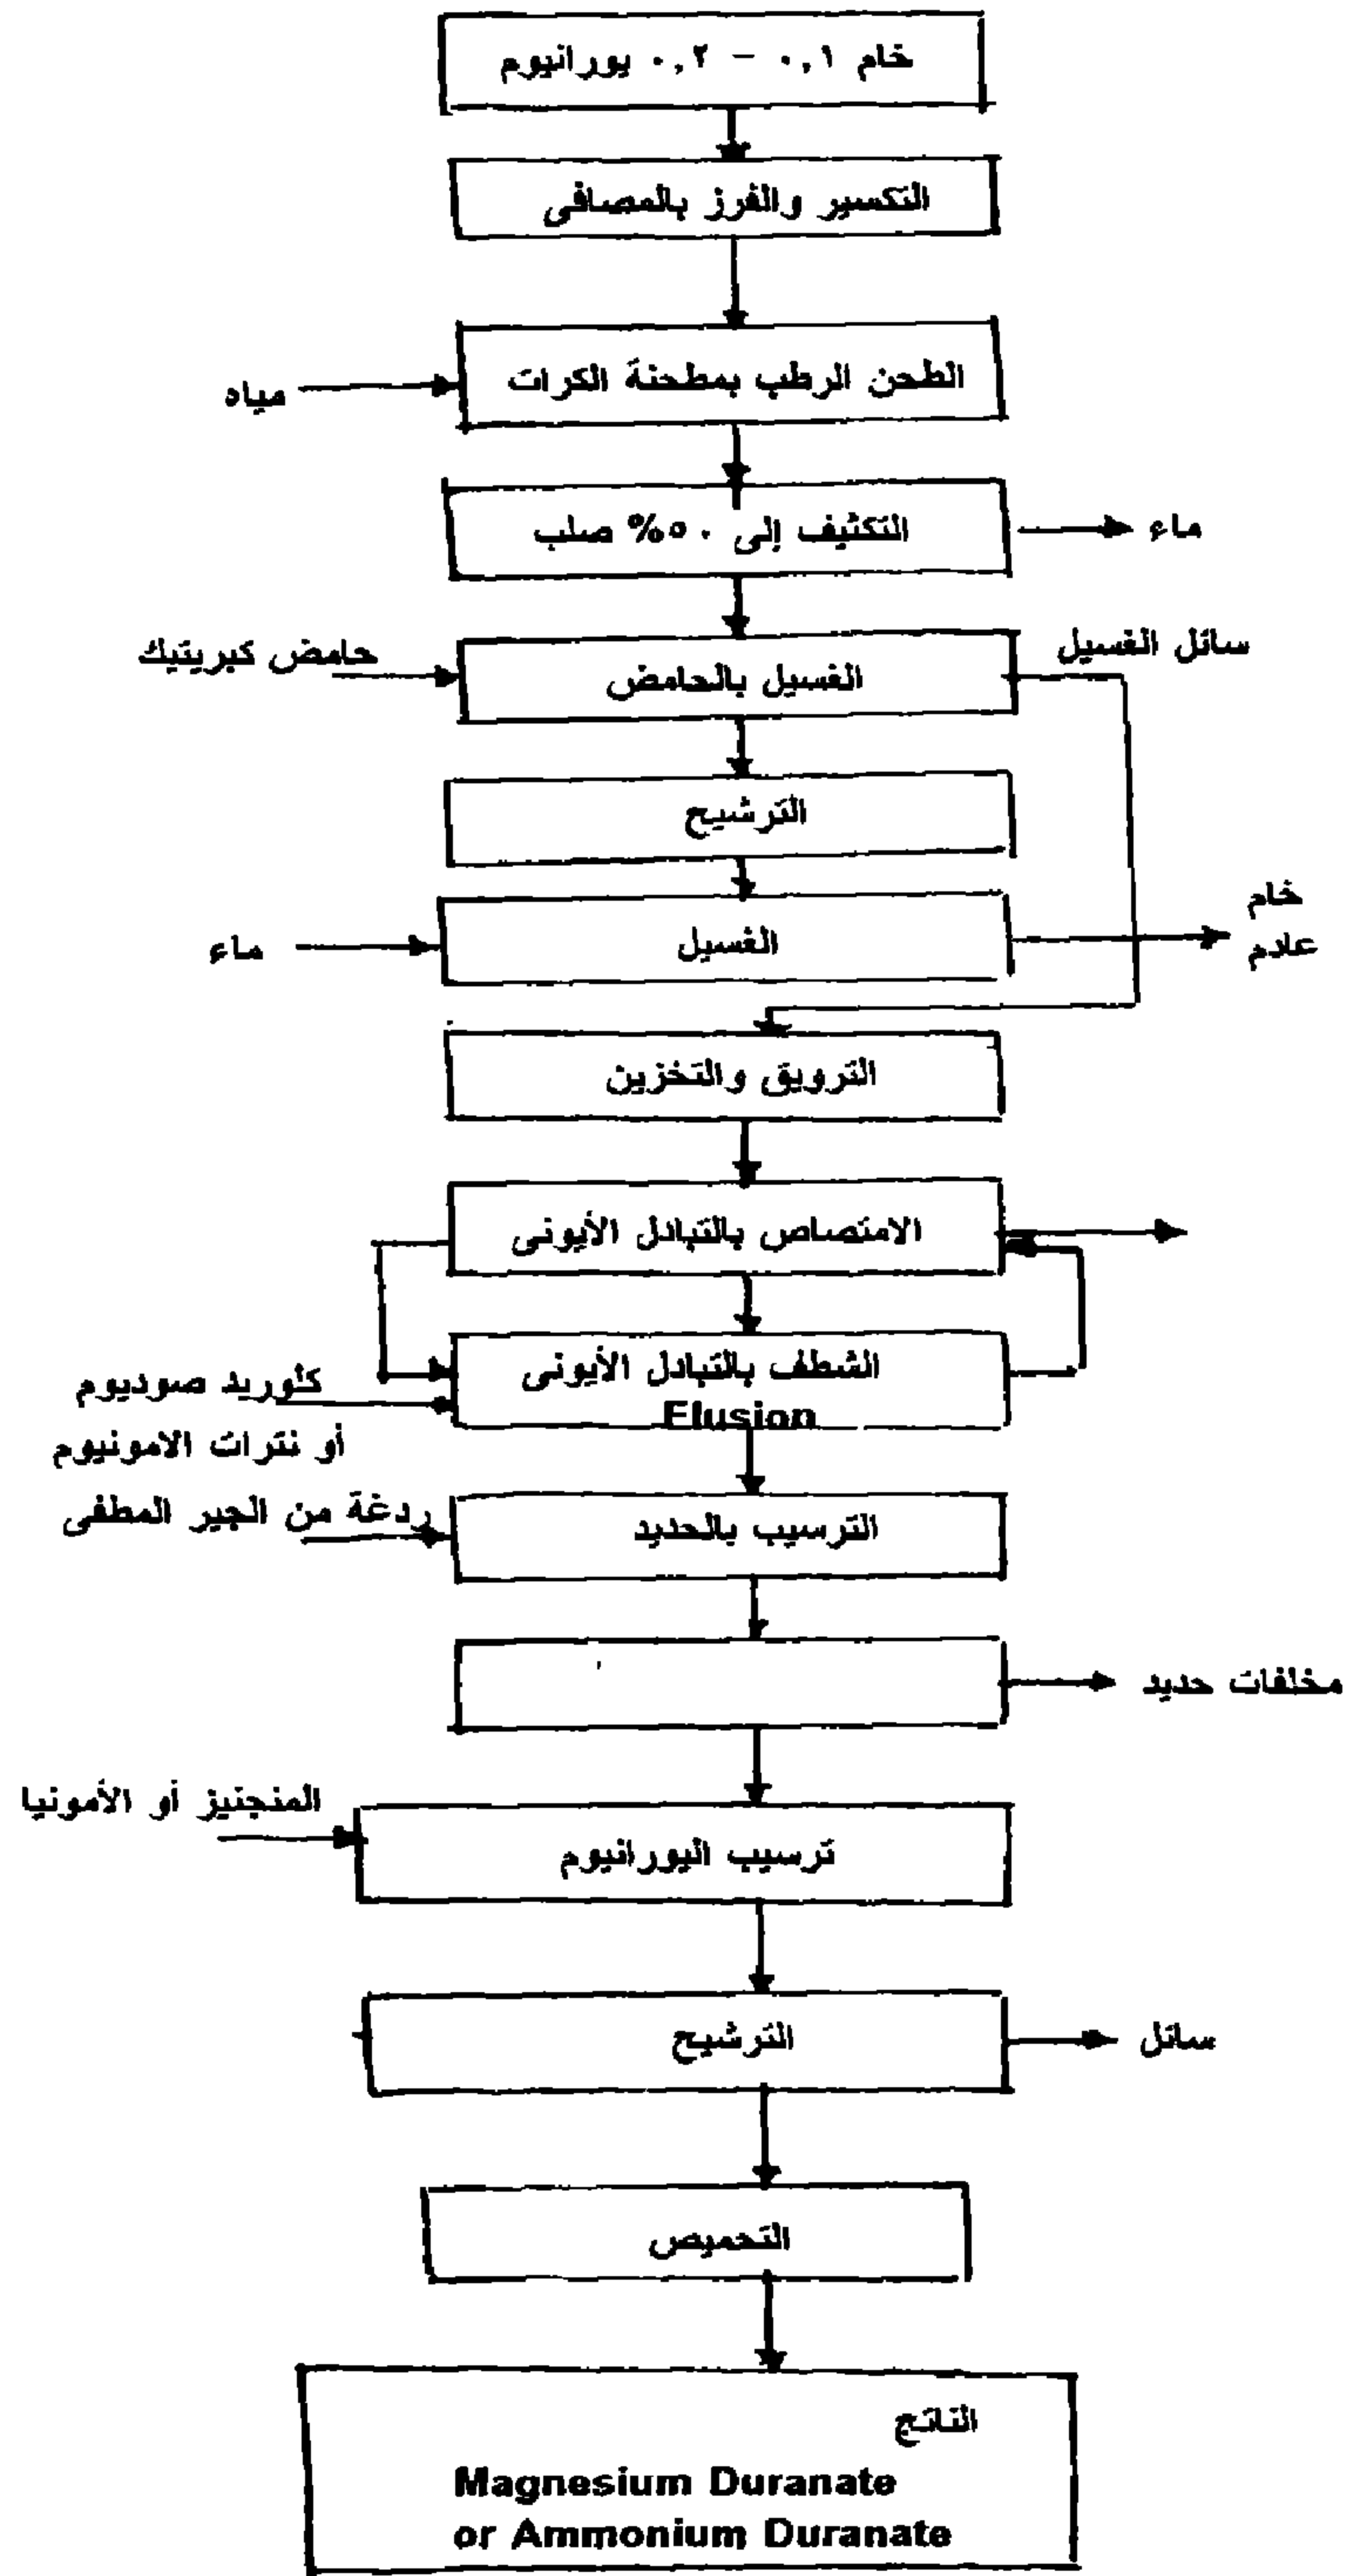 خام ٠,١ – ٠,٢ يورانيوم
التكسير والفرز بالمصافى
الطحن الرطب بمطحنة الكرات
مياه
التكثيف إلى ٥٠% صلب
ماء
حامض كبريتيك
الغسيل بالحامض
سائل الغسيل
الترشيح
ماء
الغسيل
خام
عادم
الترويق والتخزين
الامتصاص بالتبادل الأيونى
الشطف بالتبادل الأيونى
Elusion
كلوريد صوديوم
أو نترات الامونيوم
ردغة من الجير المطفى
الترسيب بالحديد
مخلفات حديد
المنجنيز أو الأمونيا
ترسيب اليورانيوم
الترشيح
سائل
التحميص
الناتج
Magnesium Duranate
or Ammonium Duranate